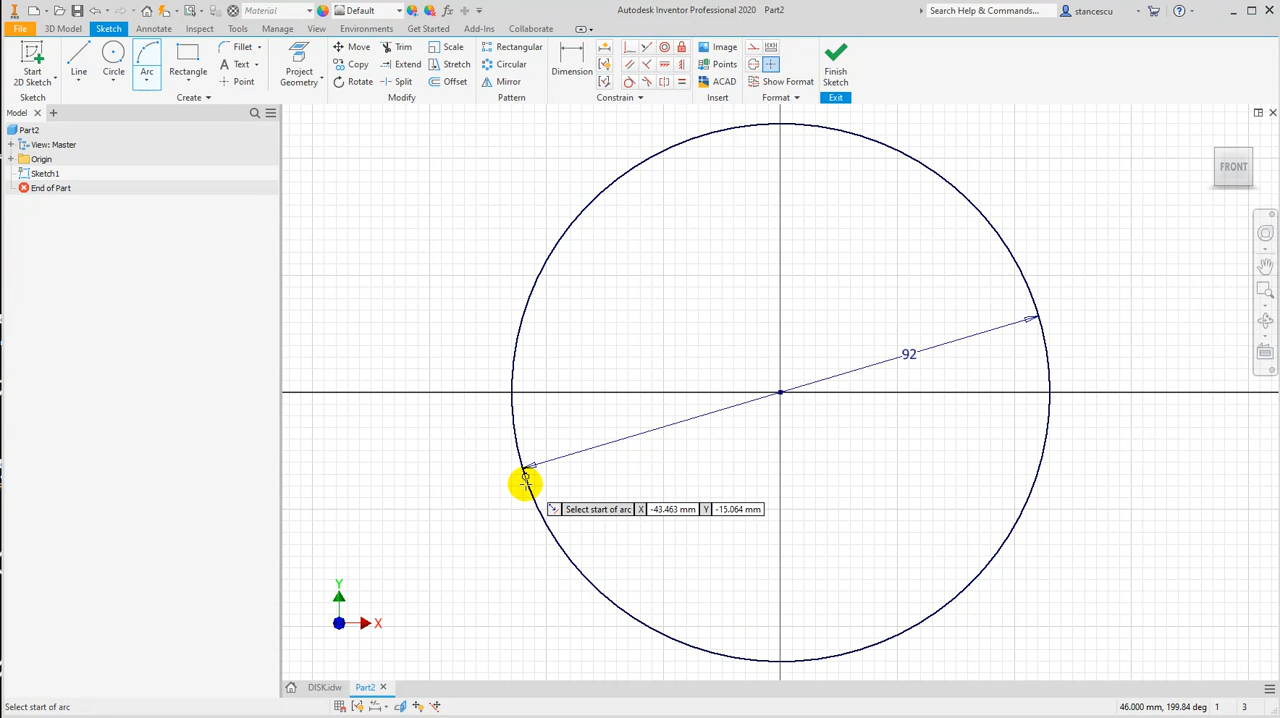 Material
Default
fx
Autodesk Inventor Professional 2020 Part2
Search Help & Commands...
stancescu
File 3D Model Sketch Annotate Inspect Tools Manage View Environments Get Started Add-Ins Collaborate
Start
2D Sketch
Line
Circle
Arc
Rectangle
Fillet
Text
Point
Project
Geometry
Move Trim Scale
Copy Extend Stretch
Rotate Split Offset
Rectangular
Circular
Mirror
Dimension
Image
Points
ACAD
Show Format
Finish
Sketch
Sketch Create Modify Pattern Constrain Insert Format Exit
Model
Part2
View: Master
Origin
Sketch1
End of Part
FRONT
92
Select start of arc X -43.463 mm Y -15.064 mm
Y
X
DISK.idw Part2
Select start of arc
46.000 mm, 199.84 deg 1 3